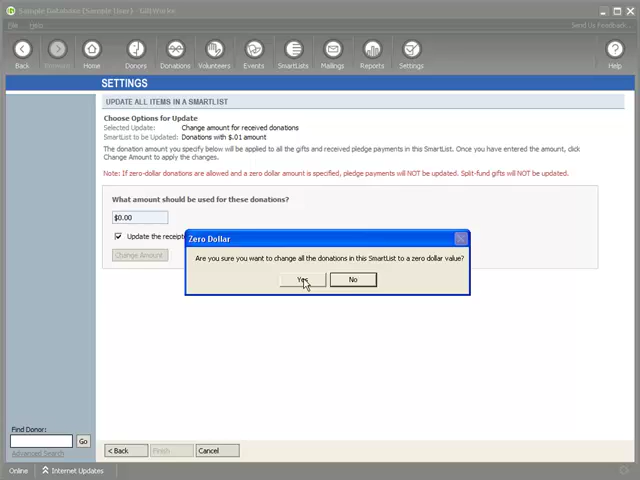 Sample Database (Sample User) - GiftWorks
File Help
Send Us Feedback...
Back Forward Home Donors Donations Volunteers Events SmartLists Mailings Reports Settings Help
SETTINGS
UPDATE ALL ITEMS IN A SMARTLIST
Choose Options for Update
Selected Update: Change amount for received donations
SmartList to be Updated: Donations with $.01 amount
The donation amount you specify below will be applied to all the gifts and received pledge payments in this SmartList. Once you have entered the amount, click
Change Amount to apply the changes.
Note: If zero-dollar donations are allowed and a zero dollar amount is specified, pledge payments will NOT be updated. Split-fund gifts will NOT be updated.
What amount should be used for these donations?
$0.00
Update the receipt
Change Amount
Zero Dollar
Are you sure you want to change all the donations in this SmartList to a zero dollar value?
Yes No
Find Donor:
Go
Advanced Search
< Back Finish Cancel
Online Internet Updates